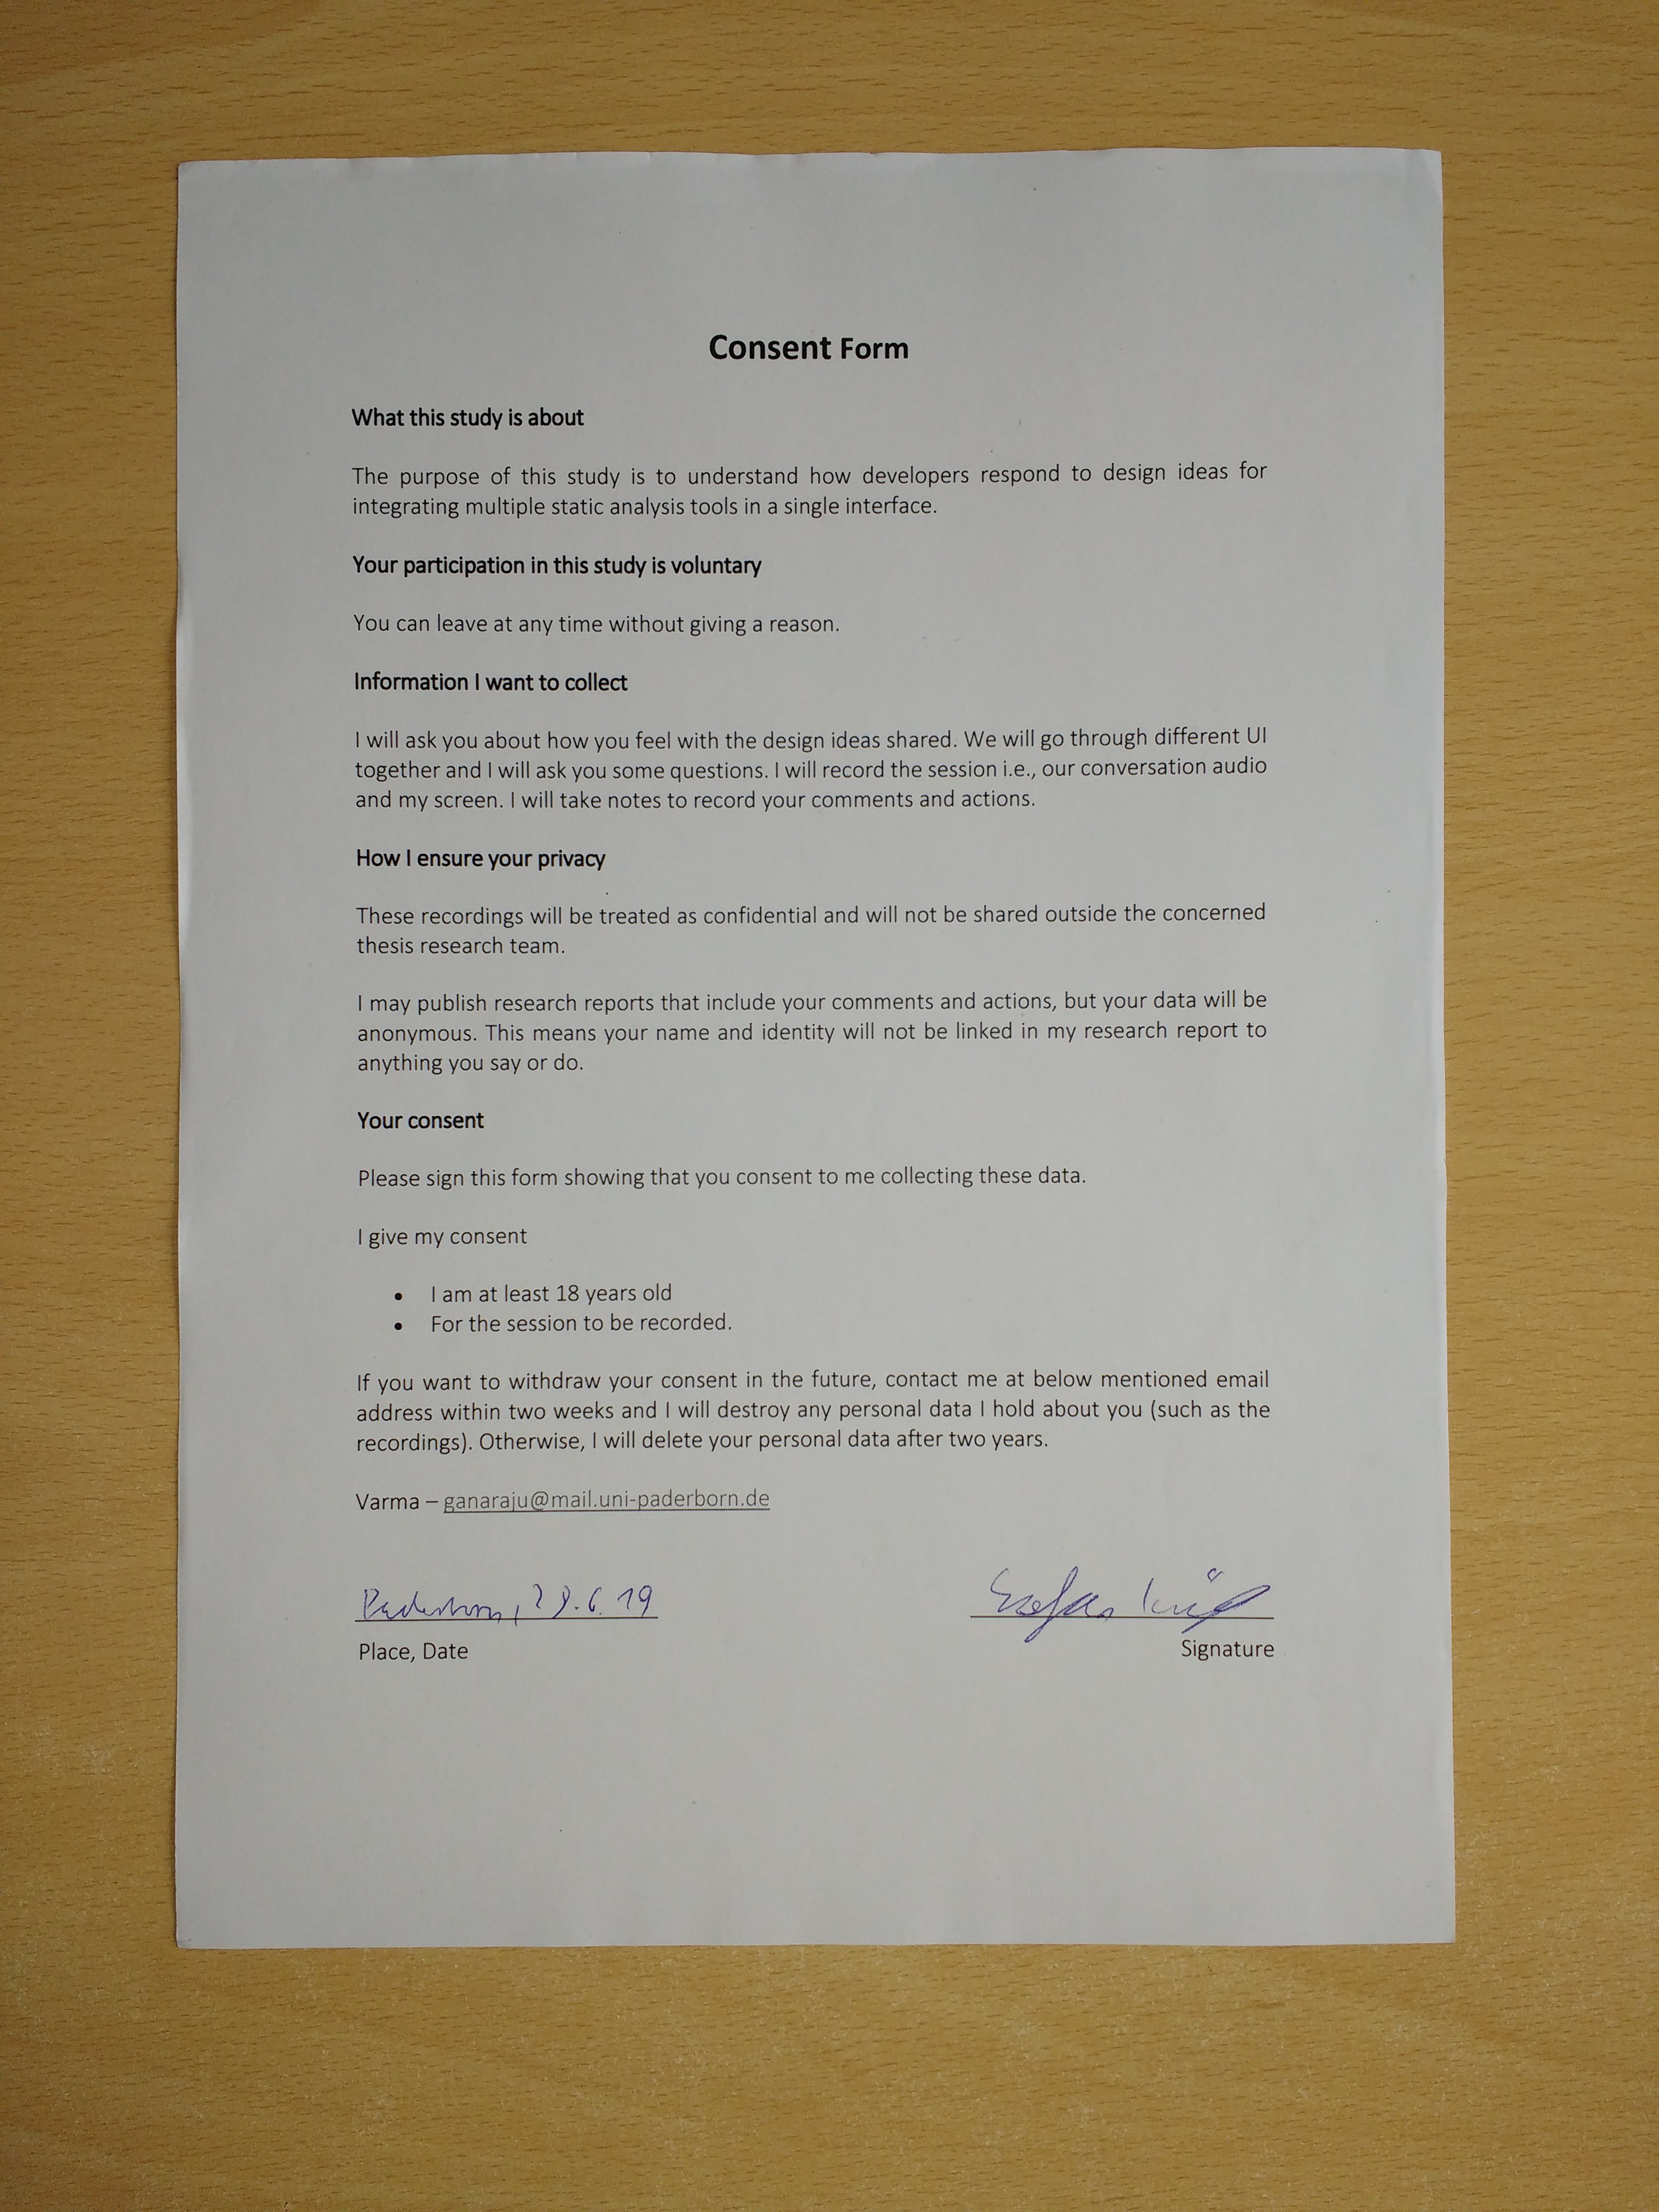 Consent Form
What this study is about
The purpose of this study is to understand how developers respond to design ideas for
integrating multiple static analysis tools in a single interface.
Your participation in this study is voluntary
You can leave at any time without giving a reason.
Information I want to collect
I will ask you about how you feel with the design ideas shared. We will go through different UI
together and I will ask you some questions. I will record the session i.e., our conversation audio
and my screen. I will take notes to record your comments and actions.
How I ensure your privacy
These recordings will be treated as confidential and will not be shared outside the concerned
thesis research team.
I may publish research reports that include your comments and actions, but your data will be
anonymous. This means your name and identity will not be linked in my research report to
anything you say or do.
Your consent
Please sign this form showing that you consent to me collecting these data.
I give my consent
• I am at least 18 years old
• For the session to be recorded.
If you want to withdraw your consent in the future, contact me at below mentioned email
address within two weeks and I will destroy any personal data I hold about you (such as the
recordings). Otherwise, I will delete your personal data after two years.
Varma – ganaraju@mail.uni-paderborn.de
Paderborn,
Place, Date
Signature